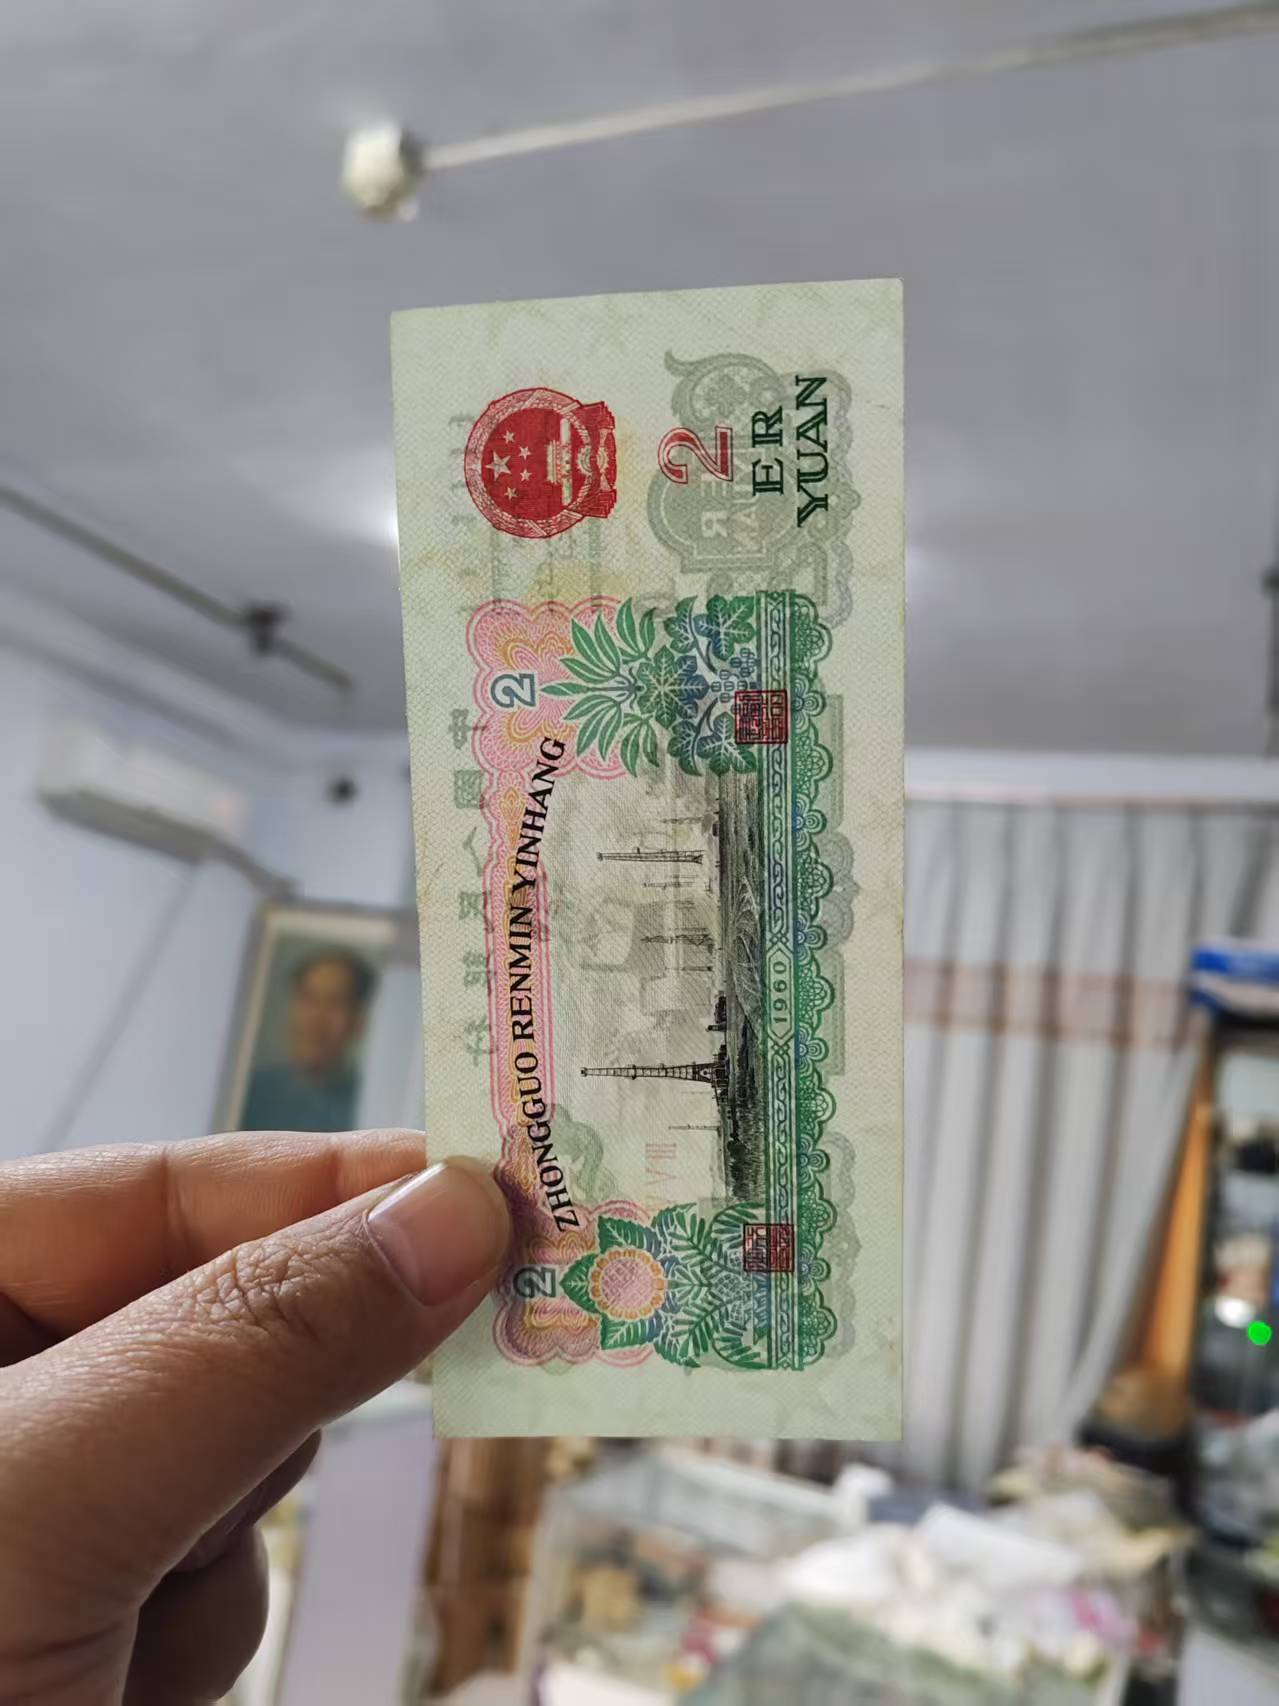 2
ER
YUAN
2
ZHONGGUO RENMIN YINHANG
2
1960